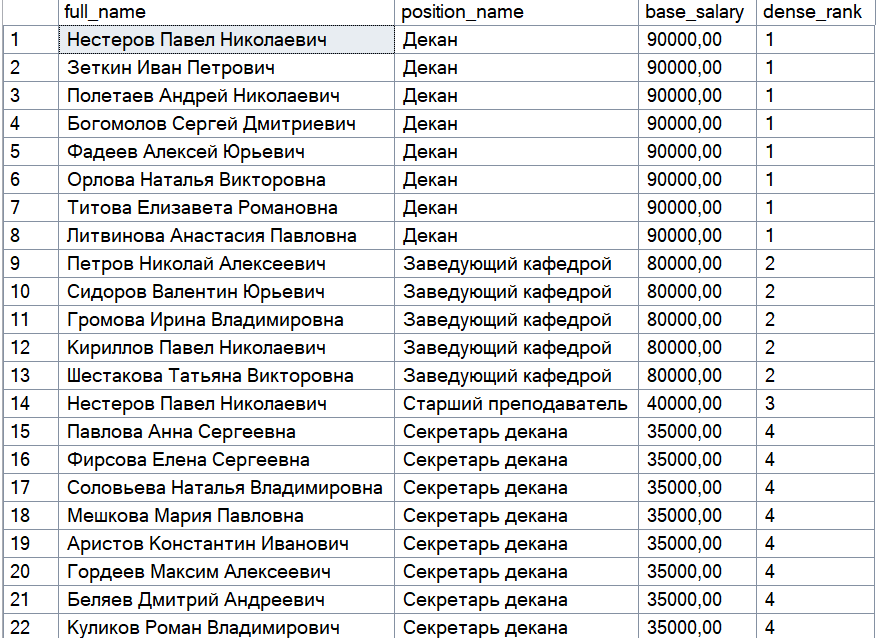 full_name position_name base_salary dense_rank
1 Нестеров Павел Николаевич Декан 90000,00 1
2 Зеткин Иван Петрович Декан 90000,00 1
3 Полетаев Андрей Николаевич Декан 90000,00 1
4 Богомолов Сергей Дмитриевич Декан 90000,00 1
5 Фадеев Алексей Юрьевич Декан 90000,00 1
6 Орлова Наталья Викторовна Декан 90000,00 1
7 Титова Елизавета Романовна Декан 90000,00 1
8 Литвинова Анастасия Павловна Декан 90000,00 1
9 Петров Николай Алексеевич Заведующий кафедрой 80000,00 2
10 Сидоров Валентин Юрьевич Заведующий кафедрой 80000,00 2
11 Громова Ирина Владимировна Заведующий кафедрой 80000,00 2
12 Кириллов Павел Николаевич Заведующий кафедрой 80000,00 2
13 Шестакова Татьяна Викторовна Заведующий кафедрой 80000,00 2
14 Нестеров Павел Николаевич Старший преподаватель 40000,00 3
15 Павлова Анна Сергеевна Секретарь декана 35000,00 4
16 Фирсова Елена Сергеевна Секретарь декана 35000,00 4
17 Соловьева Наталья Владимировна Секретарь декана 35000,00 4
18 Мешкова Мария Павловна Секретарь декана 35000,00 4
19 Аристов Константин Иванович Секретарь декана 35000,00 4
20 Гордеев Максим Алексеевич Секретарь декана 35000,00 4
21 Беляев Дмитрий Андреевич Секретарь декана 35000,00 4
22 Куликов Роман Владимирович Секретарь декана 35000,00 4